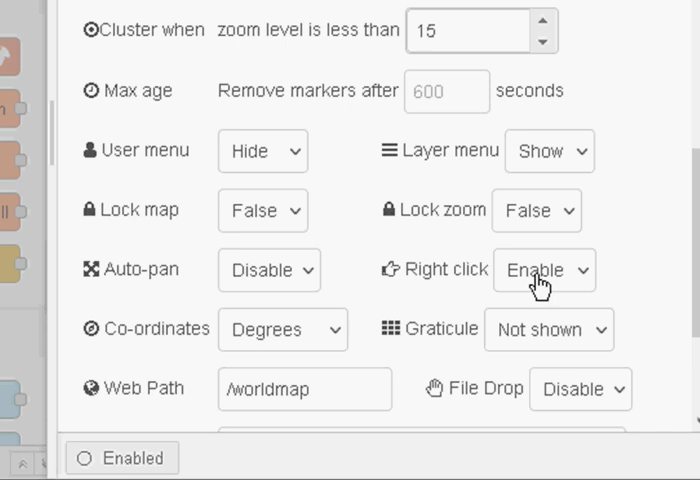 Cluster when zoom level is less than 15
Max age Remove markers after 600 seconds
User menu Hide Layer menu Show
Lock map False Lock zoom False
Auto-pan Disable Right click Enable
Co-ordinates Degrees Graticule Not shown
Web Path /worldmap File Drop Disable
Enabled